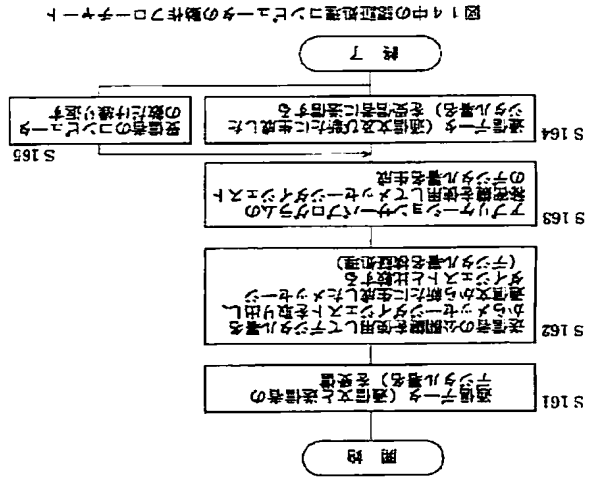 開始
S161
通信データ(通信文と送信者の
デジタル署名)を受信
S162
送信者の公開鍵を使用してデジタル署名
からメッセージダイジェストを取り出し、
通信文から新たに生成したメッセージ
ダイジェストと比較する
(デジタル署名検証処理)
S163
アプリケーションサーバプログラムの
秘密鍵を使用してメッセージダイジェスト
のデジタル署名生成
S164
通信データ(通信文及び新たに生成した
デジタル署名)を受信者に送信する
S165
受信者のコンピュータ
の数だけ繰り返す
終了
図14中の認証処理コンピュータの動作フローチャート